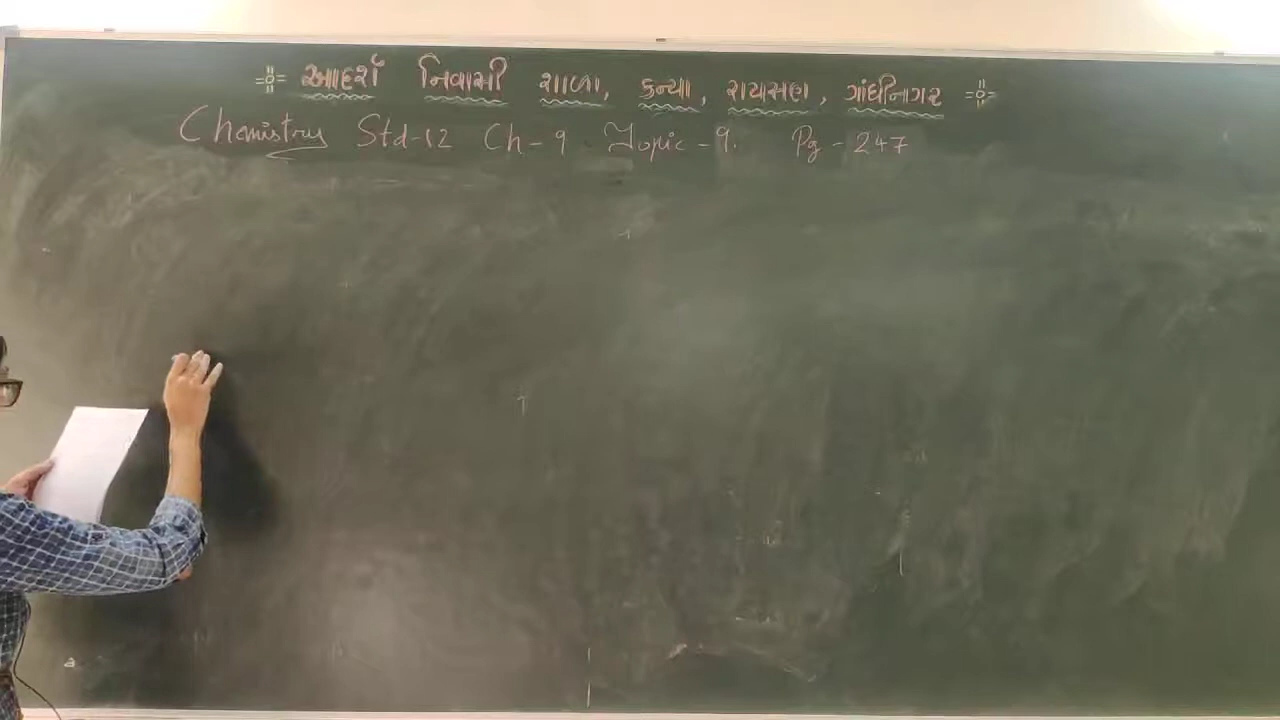 આદર્શ નિવાસી શાળા, કન્યા, રાયસણ, ગાંધીનગર
Chemistry Std-12 Ch-9 Topic-9. Pg-247